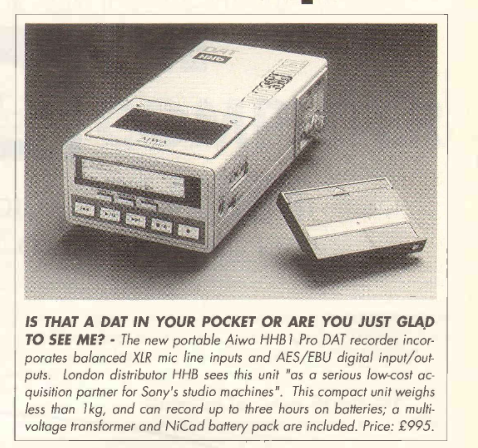 DAT
HHB
AIWA
IS THAT A DAT IN YOUR POCKET OR ARE YOU JUST GLAD
TO SEE ME? - The new portable Aiwa HHB1 Pro DAT recorder incor-
porates balanced XLR mic line inputs and AES/EBU digital input/out-
puts. London distributor HHB sees this unit "as a serious low-cost ac-
quisition partner for Sony's studio machines". This compact unit weighs
less than 1kg, and can record up to three hours on batteries; a multi-
voltage transformer and NiCad battery pack are included. Price: £995.